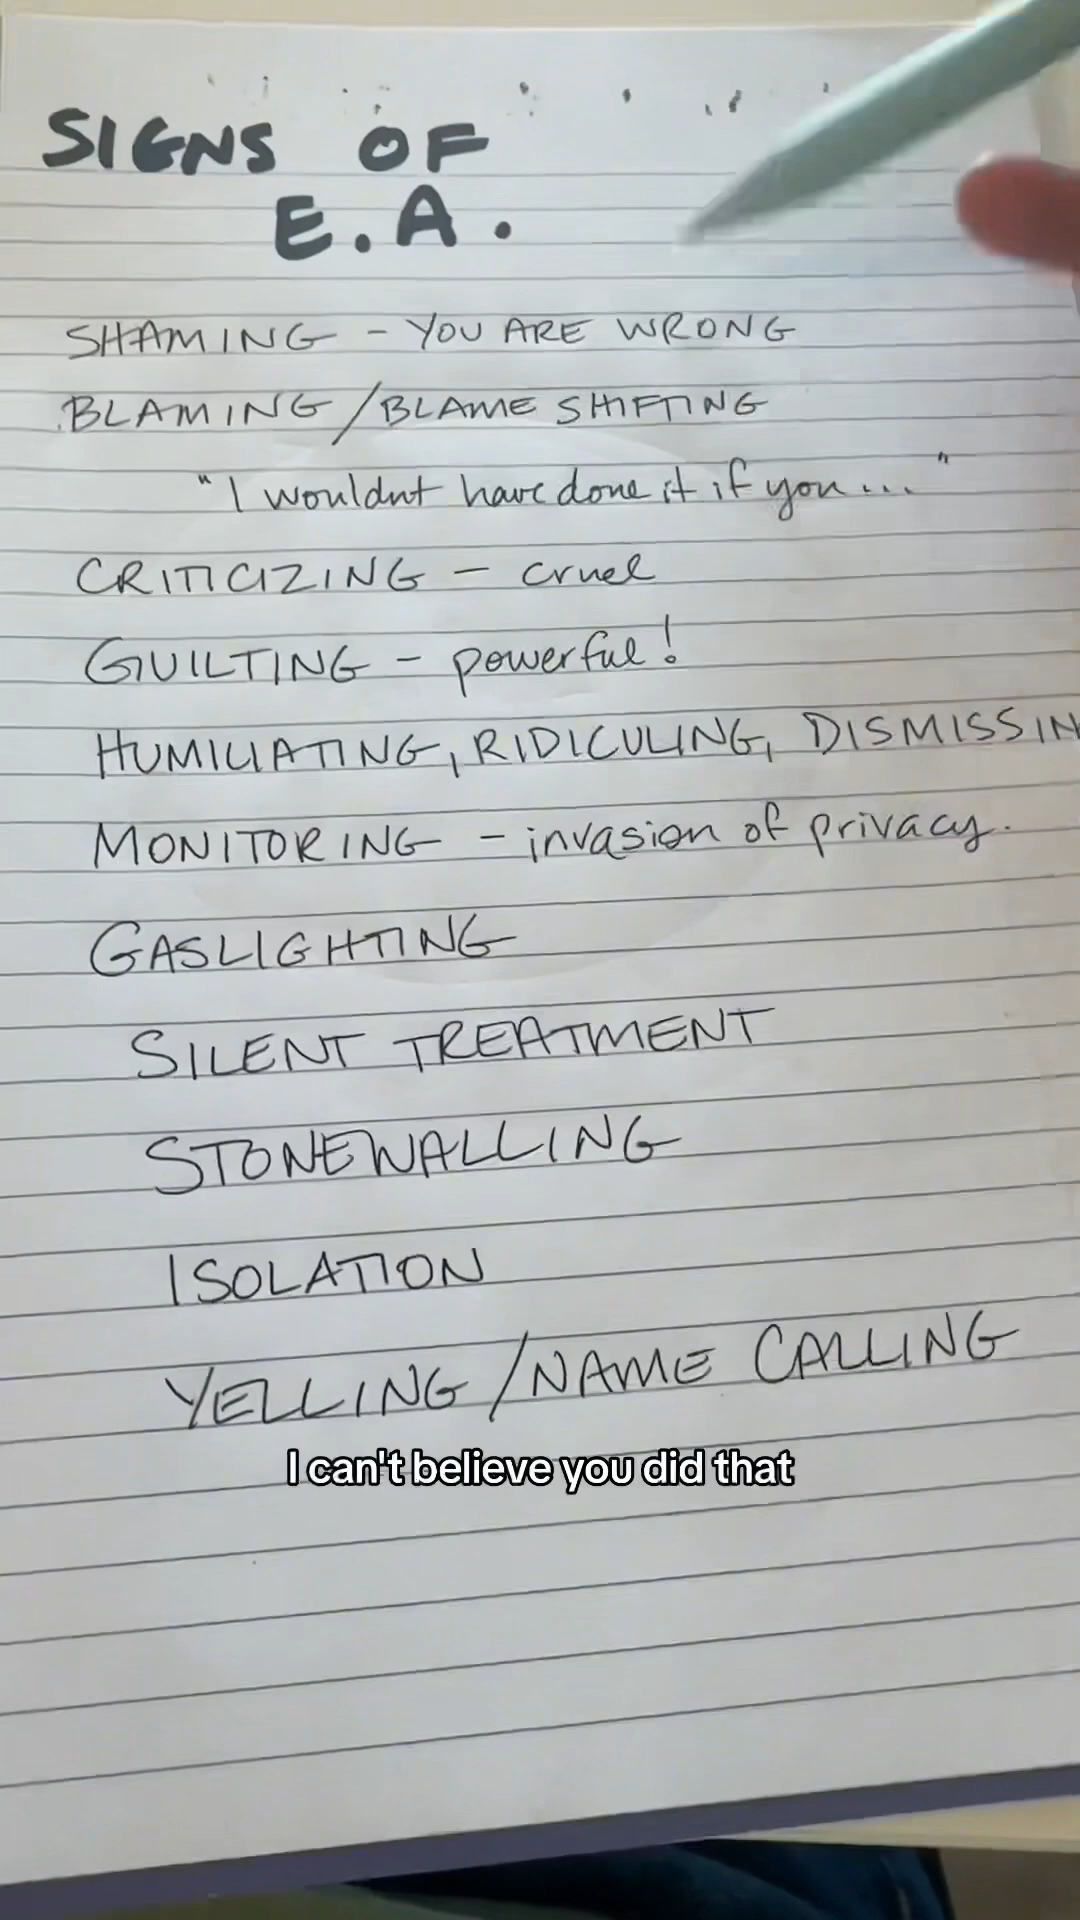 SIGNS OF
E.A.
SHAMING - YOU ARE WRONG
BLAMING/BLAME SHIFTING
"I wouldnt have done it if you..."
CRITICIZING - cruel
GUILTING - powerful!
HUMILIATING, RIDICULING, DISMISSIN
MONITORING - invasion of privacy.
GASLIGHTING
SILENT TREATMENT
STONEWALLING
ISOLATION
YELLING/NAME CALLING
I can't believe you did that